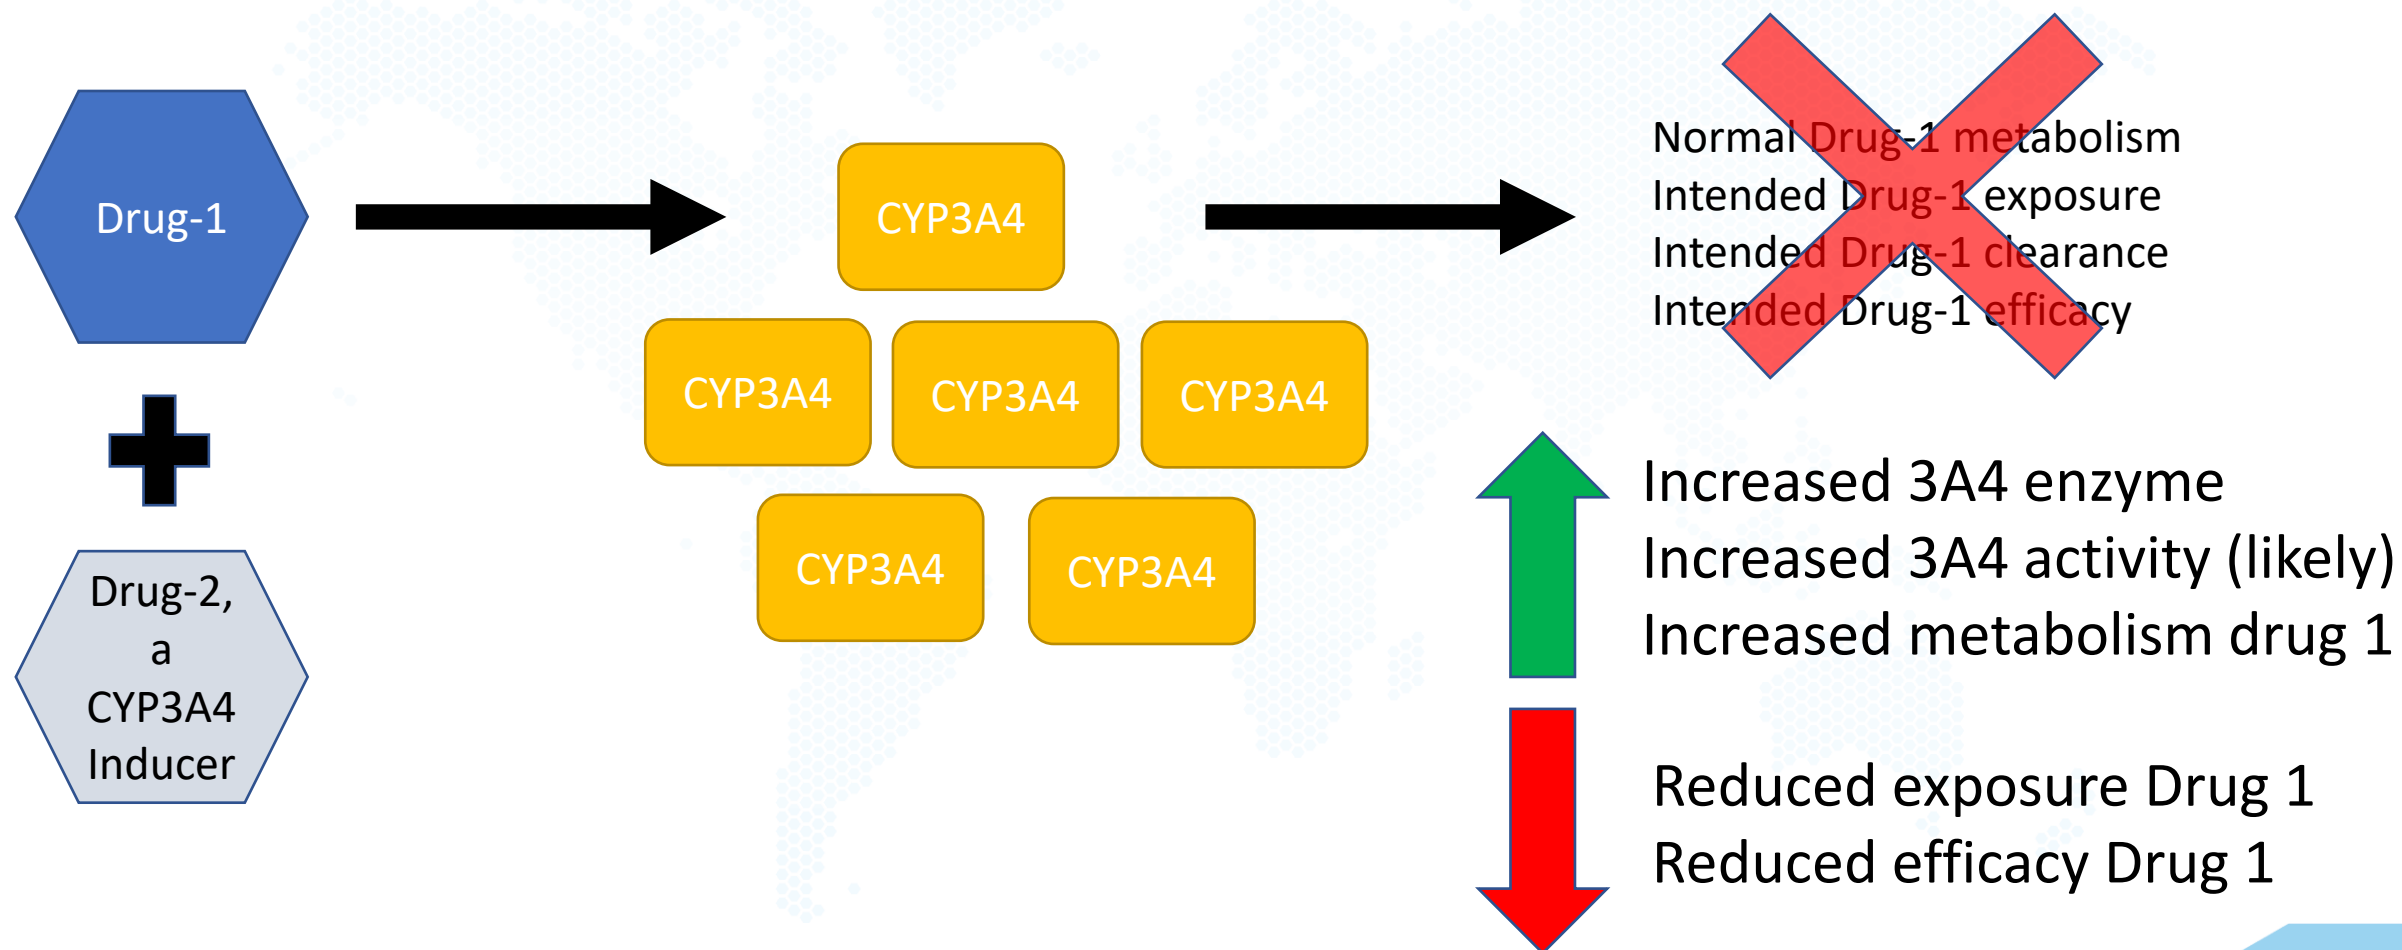 Drug-1
CYP3A4
CYP3A4
CYP3A4
CYP3A4
CYP3A4
CYP3A4
Drug-2,
a
CYP3A4
Inducer
Normal Drug-1 metabolism
Intended Drug-1 exposure
Intended Drug-1 clearance
Intended Drug-1 efficacy
Increased 3A4 enzyme
Increased 3A4 activity (likely)
Increased metabolism drug 1
Reduced exposure Drug 1
Reduced efficacy Drug 1